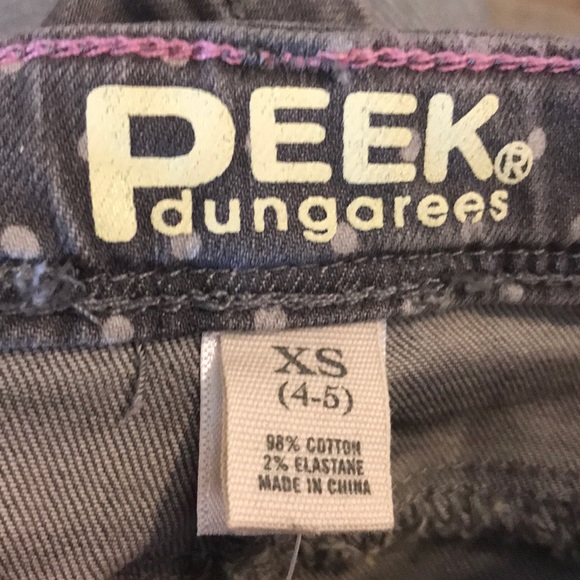 PEEK®
dungarees
XS
(4-5)
98% COTTON
2% ELASTANE
MADE IN CHINA